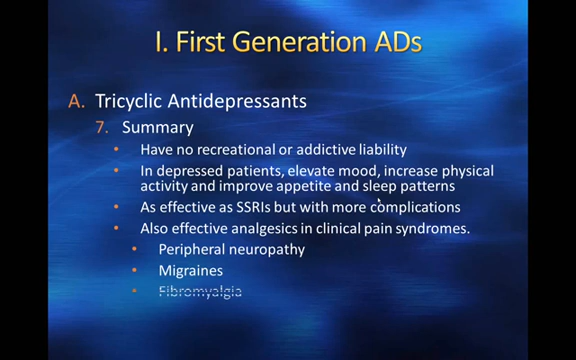 I. First Generation ADs
A. Tricyclic Antidepressants
7. Summary
• Have no recreational or addictive liability
• In depressed patients, elevate mood, increase physical
activity and improve appetite and sleep patterns
• As effective as SSRIs but with more complications
• Also effective analgesics in clinical pain syndromes.
• Peripheral neuropathy
• Migraines
• Fibromyalgia